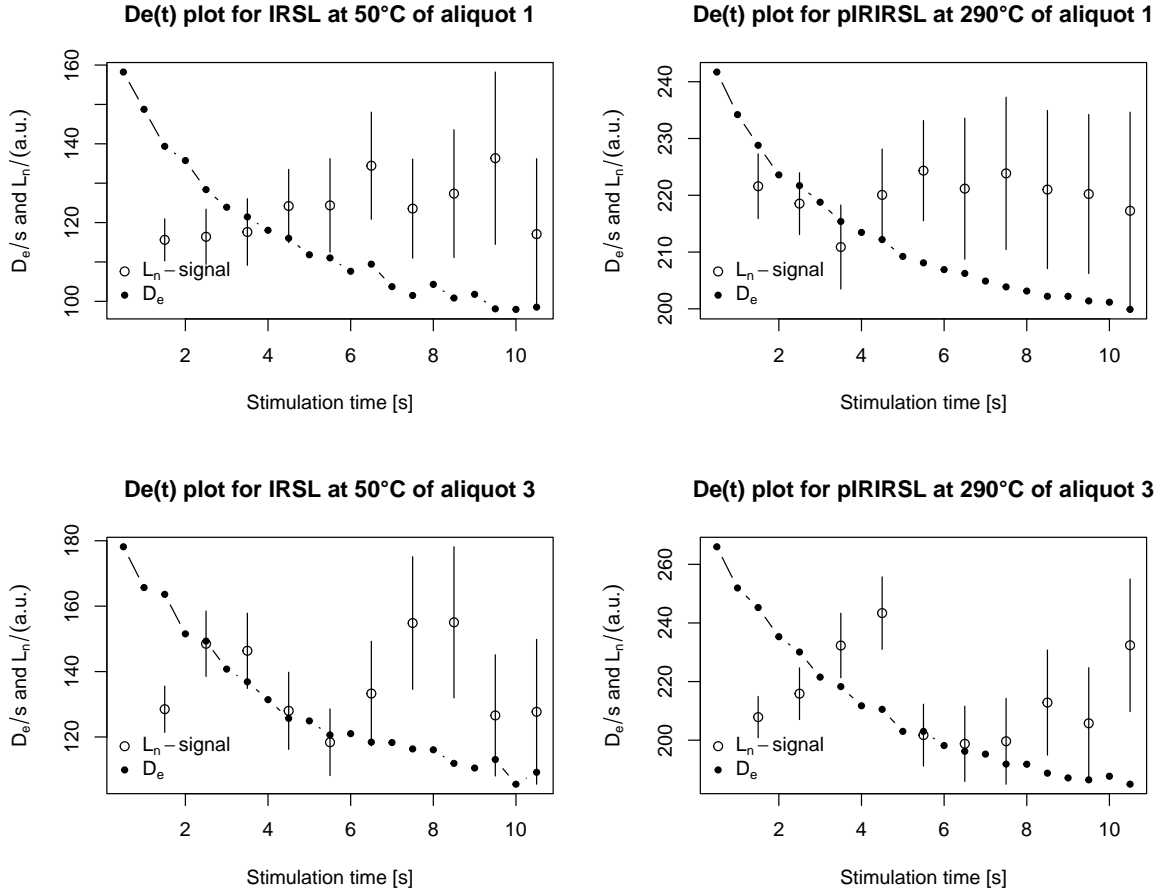 De(t) plot for IRSL at 50°C of aliquot 1
160
140
120
100
Dₑ/s and Lₙ/(a.u.)
Lₙ−signal
Dₑ
2 4 6 8 10
Stimulation time [s]
De(t) plot for pIRIRSL at 290°C of aliquot 1
240
230
220
210
200
Dₑ/s and Lₙ/(a.u.)
Lₙ−signal
Dₑ
2 4 6 8 10
Stimulation time [s]
De(t) plot for IRSL at 50°C of aliquot 3
180
160
140
120
Dₑ/s and Lₙ/(a.u.)
Lₙ−signal
Dₑ
2 4 6 8 10
Stimulation time [s]
De(t) plot for pIRIRSL at 290°C of aliquot 3
260
240
220
200
Dₑ/s and Lₙ/(a.u.)
Lₙ−signal
Dₑ
2 4 6 8 10
Stimulation time [s]